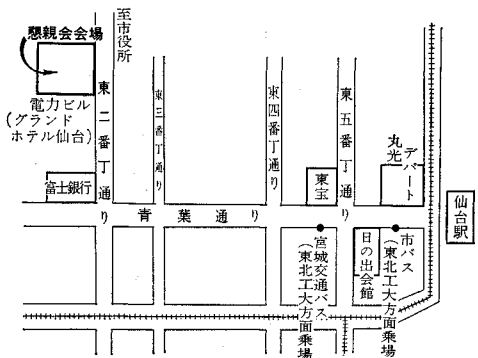 懇親会会場
至市役所
電力ビル
(グランド
ホテル仙台)
東二番丁通り
東三番丁通り
東四番丁通り
東五番丁通り
丸光
デパート
富士銀行
東宝
仙台駅
青葉通り
宮城交通バス
(東北工大方面乗場
日の出会館
市バス
(東北工大方面乗場